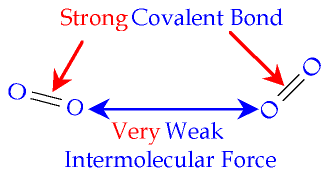 Strong Covalent Bond
O O
O O
Very Weak
Intermolecular Force